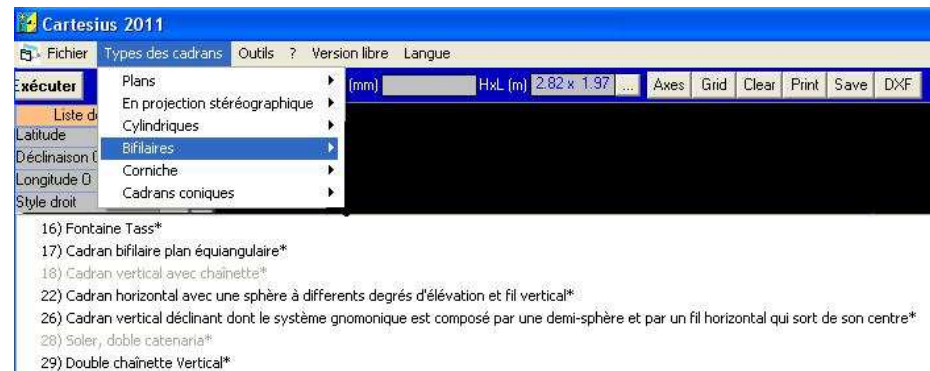 Cartesius 2011
Fichier Types des cadrans Outils ? Version libre Langue
Exécuter (mm) HxL (m) 2.82 x 1.97 ... Axes Grid Clear Print Save DXF
Plans
En projection stéréographique
Cylindriques
Bifilaires
Corniche
Cadrans coniques
Liste d
Latitude
Déclinaison
Longitude
Style droit
16) Fontaine Tass*
17) Cadran bifilaire plan équiangulaire*
18) Cadran vertical avec chaînette*
22) Cadran horizontal avec une sphère à differents degrés d'élévation et fil vertical*
26) Cadran vertical déclinant dont le système gnomonique est composé par une demi-sphère et par un fil horizontal qui sort de son centre*
28) Soler, doble catenaria*
29) Double chaînette Vertical*